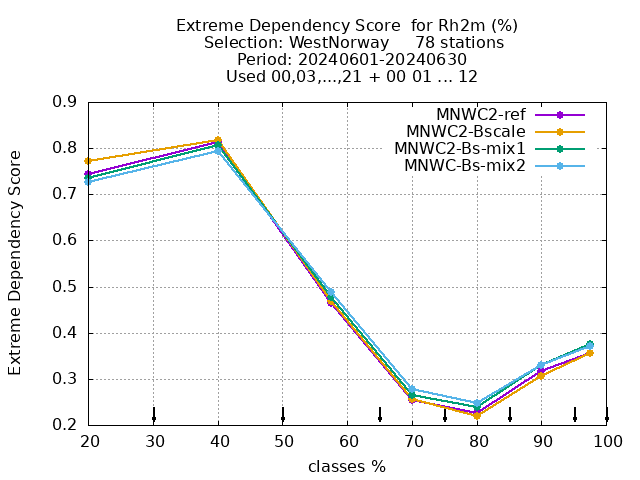 Extreme Dependency Score  for Rh2m (%)
Selection: WestNorway     78 stations
Period: 20240601-20240630
Used 00,03,...,21 + 00 01 ... 12
MNWC2-ref
MNWC2-Bscale
MNWC2-Bs-mix1
MNWC-Bs-mix2
Extreme Dependency Score
0.9
0.8
0.7
0.6
0.5
0.4
0.3
0.2
20 30 40 50 60 70 80 90 100
classes %